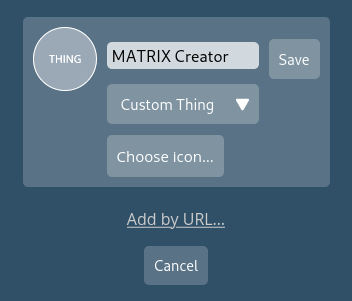 THING
MATRIX Creator
Save
Custom Thing
Choose icon...
Add by URL...
Cancel